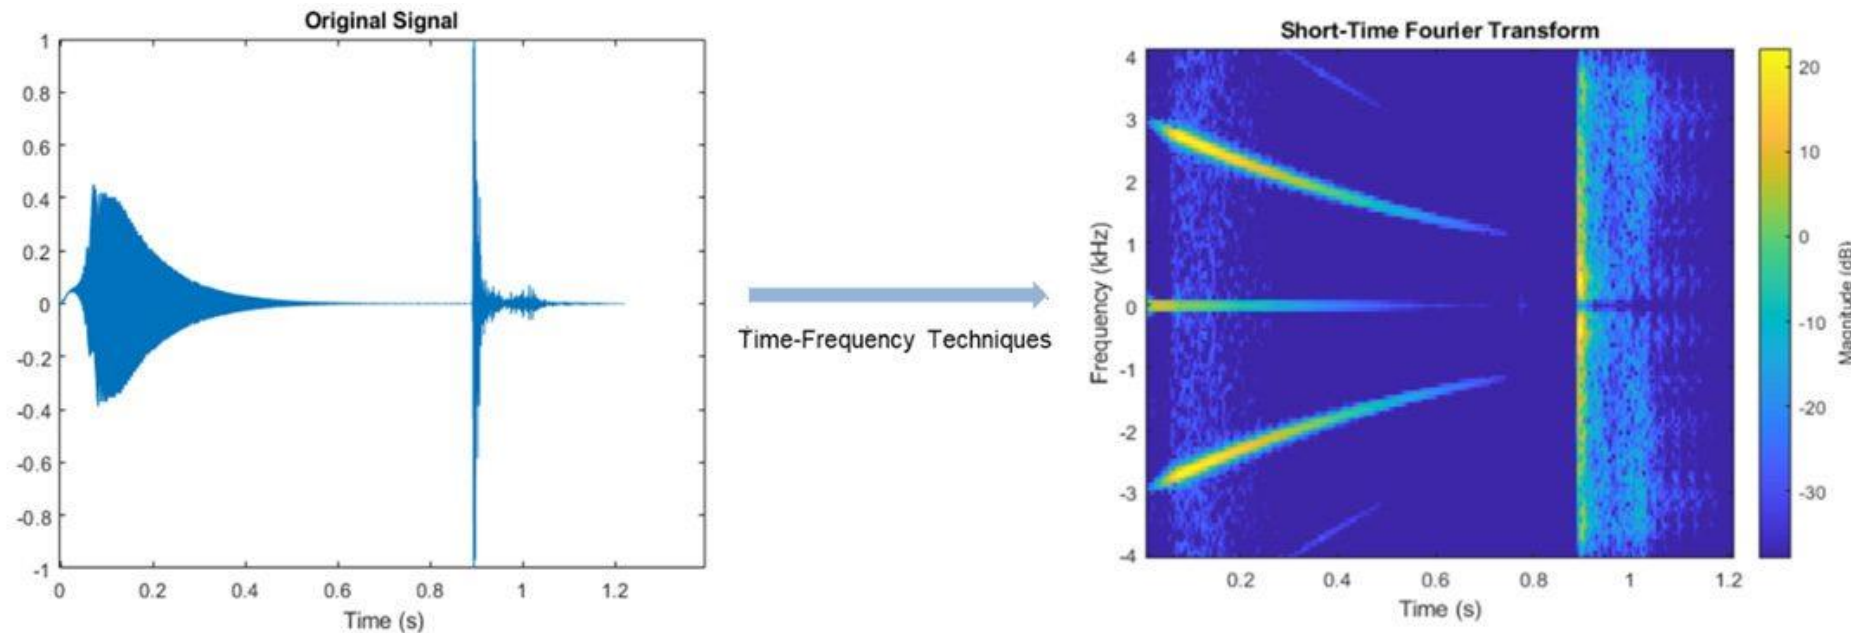 Original Signal
1
0.8
0.6
0.4
0.2
0
-0.2
-0.4
-0.6
-0.8
-1
0 0.2 0.4 0.6 0.8 1 1.2
Time (s)
Time-Frequency Techniques
Short-Time Fourier Transform
Frequency (kHz)
4
3
2
1
0
-1
-2
-3
-4
0.2 0.4 0.6 0.8 1 1.2
Time (s)
20
10
0
-10
-20
-30
Magnitude (dB)